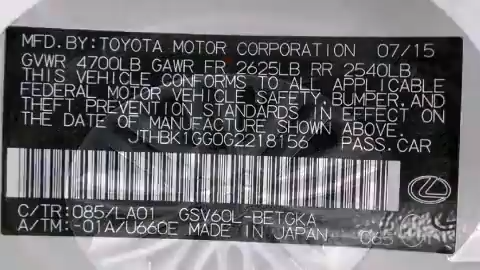 MFD.BY:TOYOTA MOTOR CORPORATION 07/15
GVWR 4700LB GAWR FR 2625LB RR 2540LB
THIS VEHICLE CONFORMS TO ALL APPLICABLE
FEDERAL MOTOR VEHICLE SAFETY,BUMPER,AND
THEFT PREVENTION STANDARDS IN EFFECT ON
THE DATE OF MANUFACTURE SHOWN ABOVE.
JTHBK1GG0G2218156 PASS.CAR
C/TR:085/LA01 GSV60L-BETGKA
A/TM:-01A/U660E MADE IN JAPAN C65